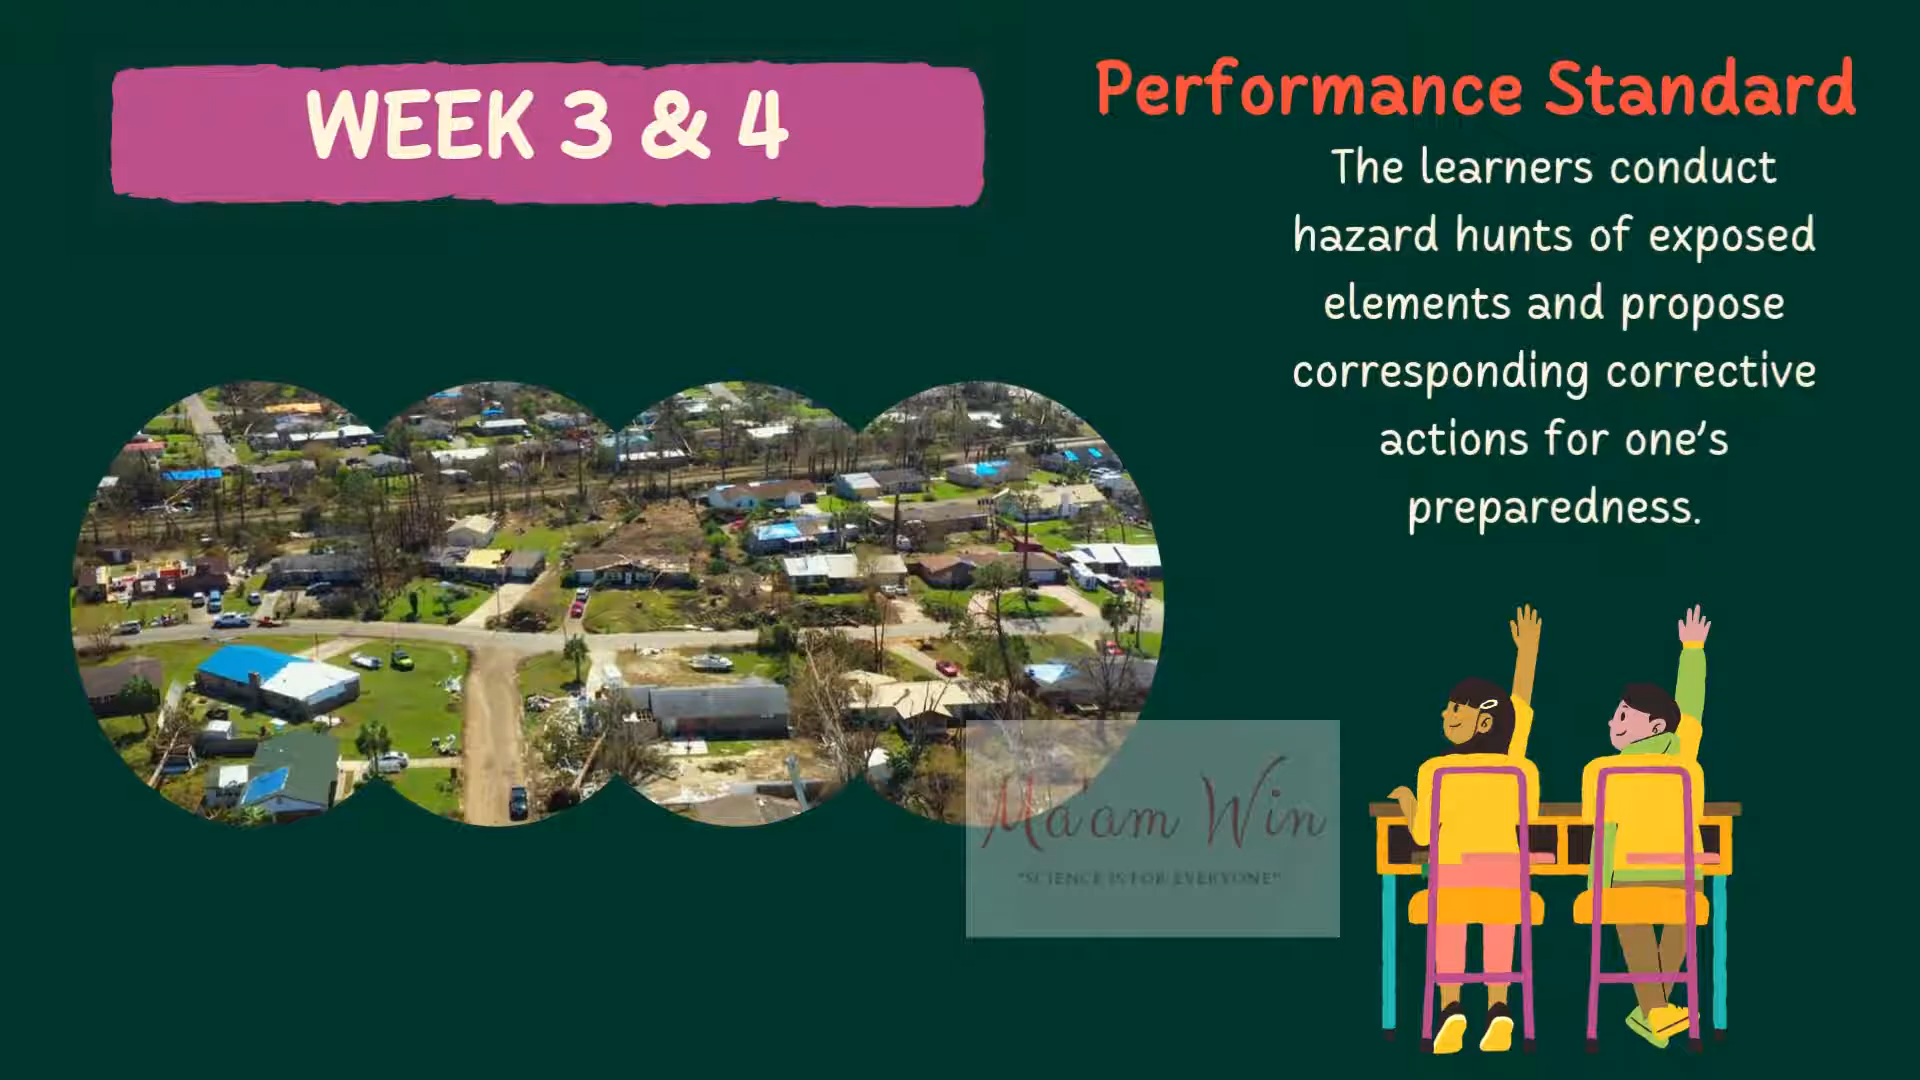 WEEK 3 & 4
Performance Standard
The learners conduct
hazard hunts of exposed
elements and propose
corresponding corrective
actions for one's
preparedness.
Ma'am Win
"SCIENCE IS FOR EVERYONE"